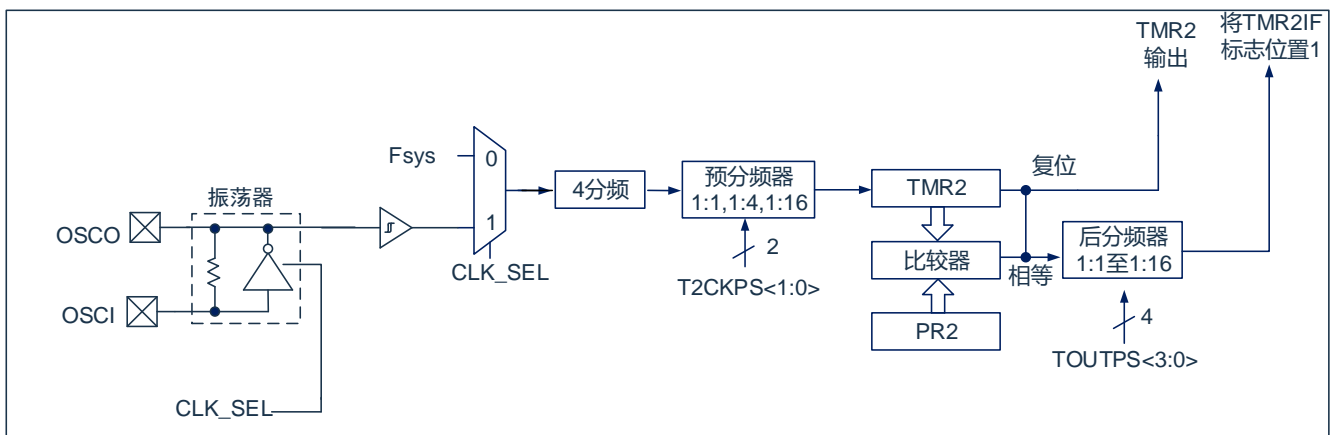 TMR2
输出
将TMR2IF
标志位置1
Fsys
0
1
CLK_SEL
4分频
预分频器
1:1,1:4,1:16
2
T2CKPS<1:0>
TMR2
复位
比较器
相等
PR2
后分频器
1:1至1:16
4
TOUTPS<3:0>
振荡器
OSCO
OSCI
CLK_SEL